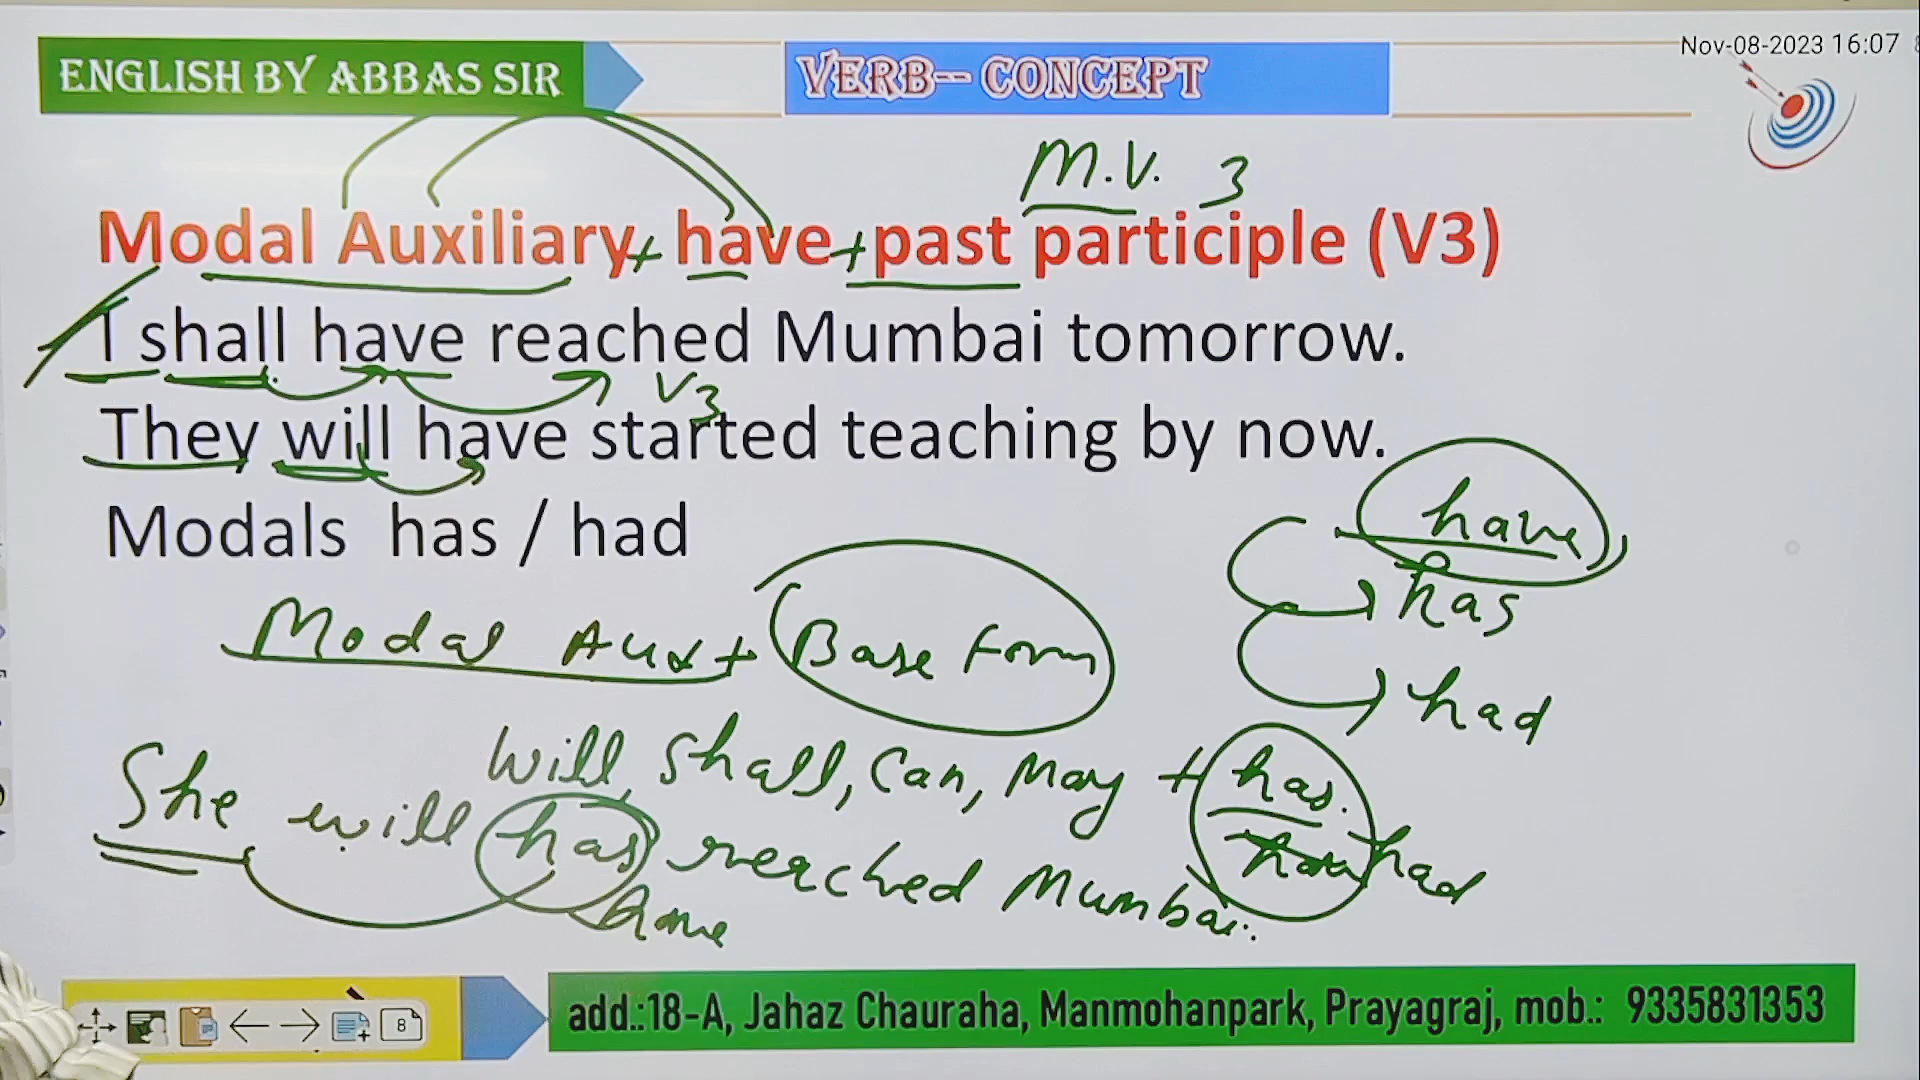 Nov-08-2023 16:07
ENGLISH BY ABBAS SIR
VERB-- CONCEPT
M.V. 3
Modal Auxiliary + have + past participle (V3)
I shall have reached Mumbai tomorrow.
V3
They will have started teaching by now.
have
Modals has / had
has
Modal Aux + Base form
had
Will, Shall, Can, May + has.
She will has reached Mumbai.
had
have
8
add.:18-A, Jahaz Chauraha, Manmohanpark, Prayagraj, mob.: 9335831353